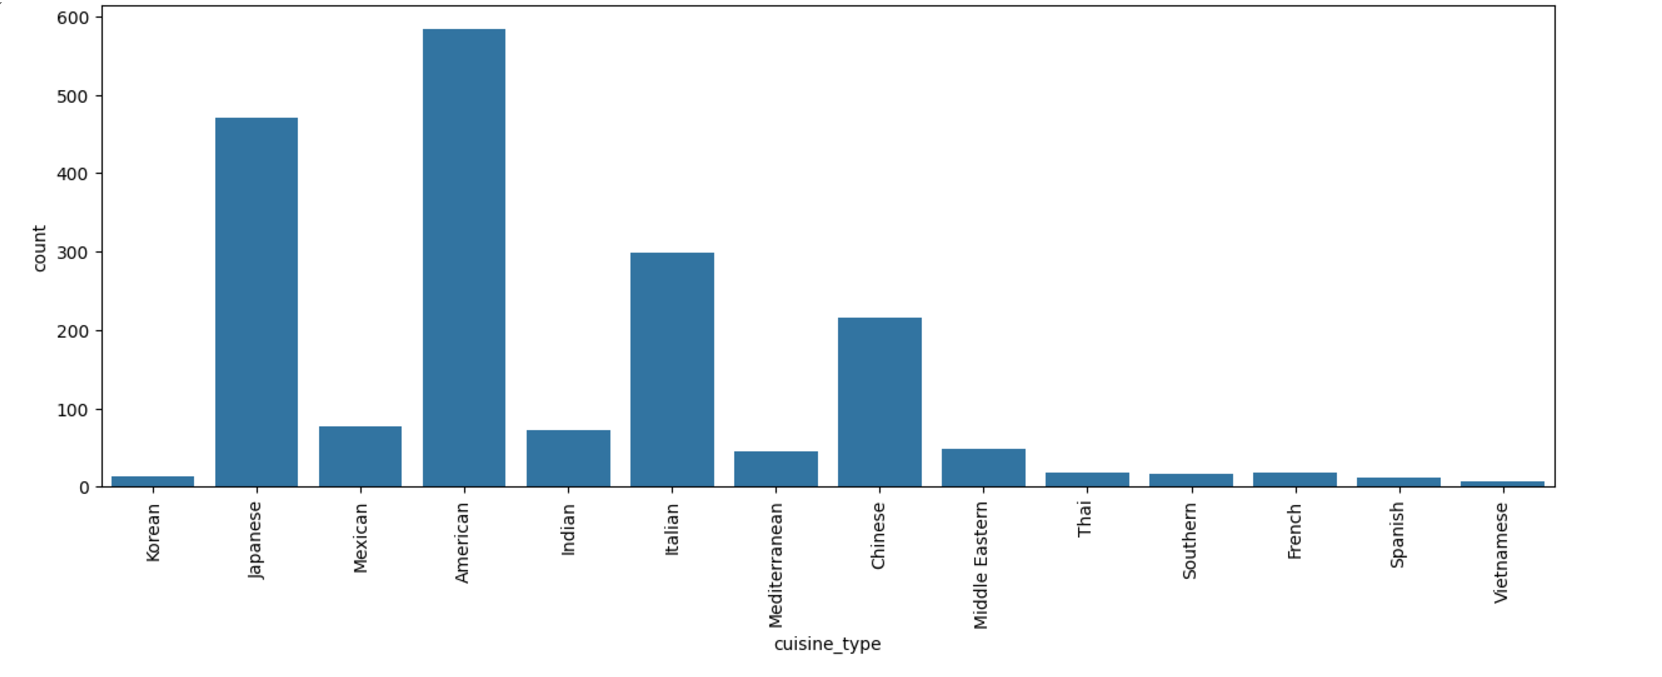 600
500
400
300
200
100
0
count
Korean
Japanese
Mexican
American
Indian
Italian
Mediterranean
Chinese
Middle Eastern
Thai
Southern
French
Spanish
Vietnamese
cuisine_type